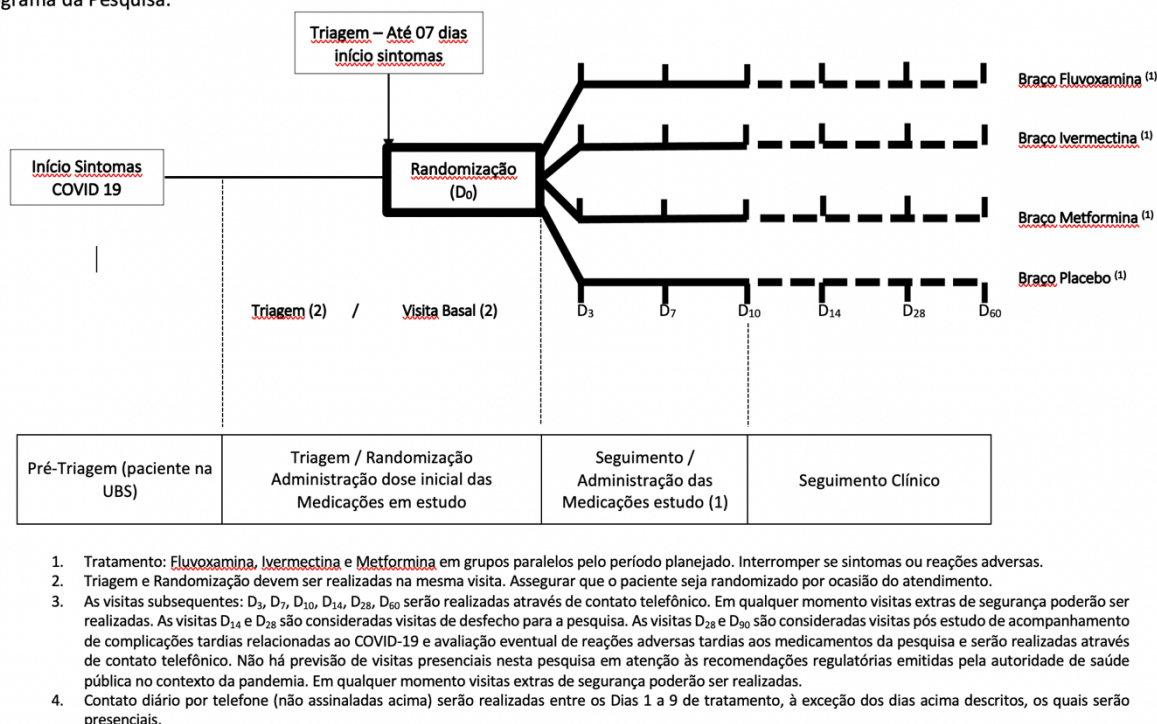 grama da Pesquisa:
Triagem – Até 07 dias
início sintomas
Início Sintomas
COVID 19
Randomização
(D0)
Braço Fluvoxamina (1)
Braço Ivermectina (1)
Braço Metformina (1)
Braço Placebo (1)
Triagem (2) / Visita Basal (2)
D3 D7 D10 D14 D28 D60
Pré-Triagem (paciente na
UBS)
Triagem / Randomização
Administração dose inicial das
Medicações em estudo
Seguimento /
Administração das
Medicações estudo (1)
Seguimento Clínico
1. Tratamento: Fluvoxamina, Ivermectina e Metformina em grupos paralelos pelo período planejado. Interromper se sintomas ou reações adversas.
2. Triagem e Randomização devem ser realizadas na mesma visita. Assegurar que o paciente seja randomizado por ocasião do atendimento.
3. As visitas subsequentes: D3, D7, D10, D14, D28, D60 serão realizadas através de contato telefônico. Em qualquer momento visitas extras de segurança poderão ser
realizadas. As visitas D14 e D28 são consideradas visitas de desfecho para a pesquisa. As visitas D28 e D90 são consideradas visitas pós estudo de acompanhamento
de complicações tardias relacionadas ao COVID-19 e avaliação eventual de reações adversas tardias aos medicamentos da pesquisa e serão realizadas através
de contato telefônico. Não há previsão de visitas presenciais nesta pesquisa em atenção às recomendações regulatórias emitidas pela autoridade de saúde
pública no contexto da pandemia. Em qualquer momento visitas extras de segurança poderão ser realizadas.
4. Contato diário por telefone (não assinaladas acima) serão realizadas entre os Dias 1 a 9 de tratamento, à exceção dos dias acima descritos, os quais serão
presenciais.